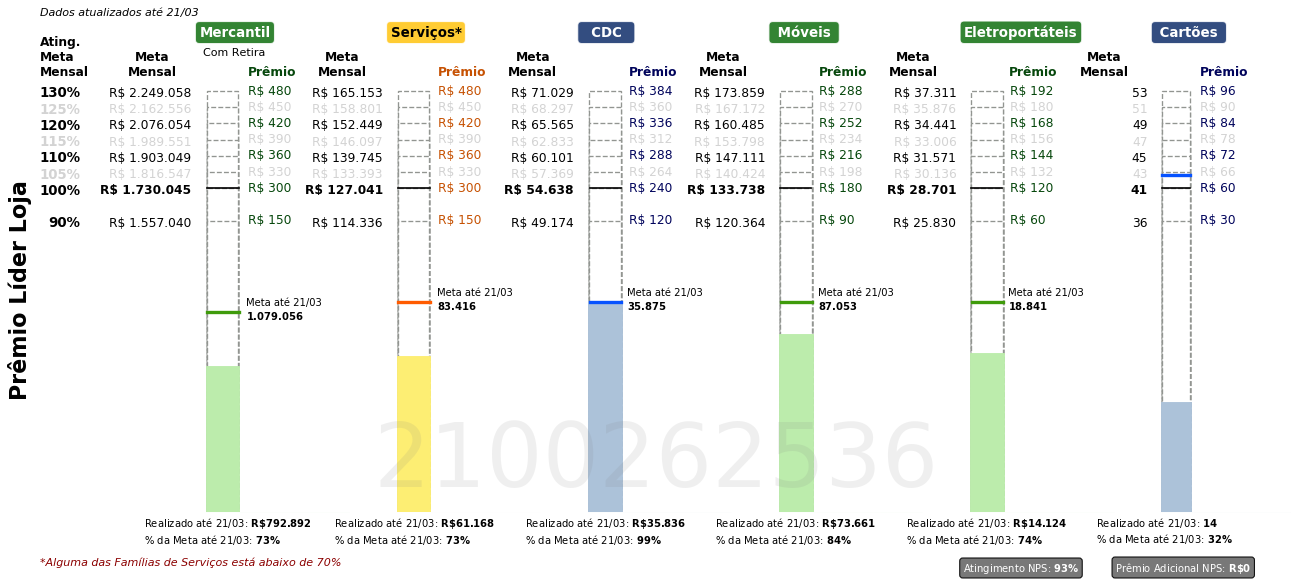 Dados atualizados até 21/03
Mercantil Serviços* CDC Móveis Eletroportáteis Cartões
Com Retira
Ating. Meta Mensal Meta Mensal Prêmio Meta Mensal Prêmio Meta Mensal Prêmio Meta Mensal Prêmio Meta Mensal Prêmio Meta Mensal Prêmio
130% R$ 2.249.058 R$ 480 R$ 165.153 R$ 480 R$ 71.029 R$ 384 R$ 173.859 R$ 288 R$ 37.311 R$ 192 53 R$ 96
125% R$ 2.162.556 R$ 450 R$ 158.801 R$ 450 R$ 68.297 R$ 360 R$ 167.172 R$ 270 R$ 35.876 R$ 180 51 R$ 90
120% R$ 2.076.054 R$ 420 R$ 152.449 R$ 420 R$ 65.565 R$ 336 R$ 160.485 R$ 252 R$ 34.441 R$ 168 49 R$ 84
115% R$ 1.989.551 R$ 390 R$ 146.097 R$ 390 R$ 62.833 R$ 312 R$ 153.798 R$ 234 R$ 33.006 R$ 156 47 R$ 78
110% R$ 1.903.049 R$ 360 R$ 139.745 R$ 360 R$ 60.101 R$ 288 R$ 147.111 R$ 216 R$ 31.571 R$ 144 45 R$ 72
105% R$ 1.816.547 R$ 330 R$ 133.393 R$ 330 R$ 57.369 R$ 264 R$ 140.424 R$ 198 R$ 30.136 R$ 132 43 R$ 66
100% R$ 1.730.045 R$ 300 R$ 127.041 R$ 300 R$ 54.638 R$ 240 R$ 133.738 R$ 180 R$ 28.701 R$ 120 41 R$ 60
90% R$ 1.557.040 R$ 150 R$ 114.336 R$ 150 R$ 49.174 R$ 120 R$ 120.364 R$ 90 R$ 25.830 R$ 60 36 R$ 30
Prêmio Líder Loja
Meta até 21/03 Meta até 21/03 Meta até 21/03 Meta até 21/03 Meta até 21/03
1.079.056 83.416 35.875 87.053 18.841
2100262536
Realizado até 21/03: R$792.892 Realizado até 21/03: R$61.168 Realizado até 21/03: R$35.836 Realizado até 21/03: R$73.661 Realizado até 21/03: R$14.124 Realizado até 21/03: 14
% da Meta até 21/03: 73% % da Meta até 21/03: 73% % da Meta até 21/03: 99% % da Meta até 21/03: 84% % da Meta até 21/03: 74% % da Meta até 21/03: 32%
*Alguma das Famílias de Serviços está abaixo de 70%
Atingimento NPS: 93% Prêmio Adicional NPS: R$0